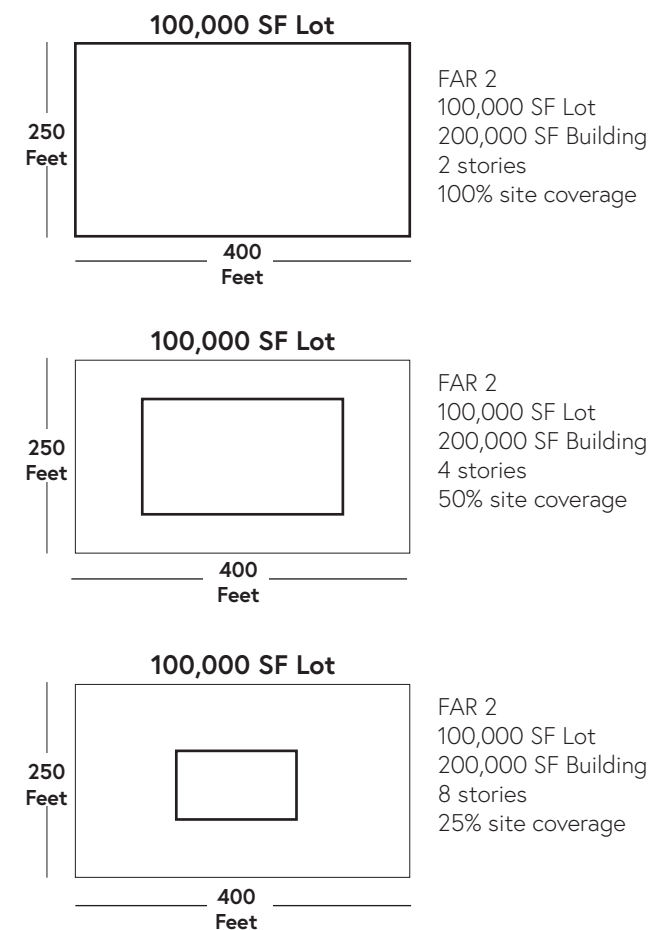 100,000 SF Lot
250
Feet
400
Feet
FAR 2
100,000 SF Lot
200,000 SF Building
2 stories
100% site coverage
100,000 SF Lot
250
Feet
400
Feet
FAR 2
100,000 SF Lot
200,000 SF Building
4 stories
50% site coverage
100,000 SF Lot
250
Feet
400
Feet
FAR 2
100,000 SF Lot
200,000 SF Building
8 stories
25% site coverage